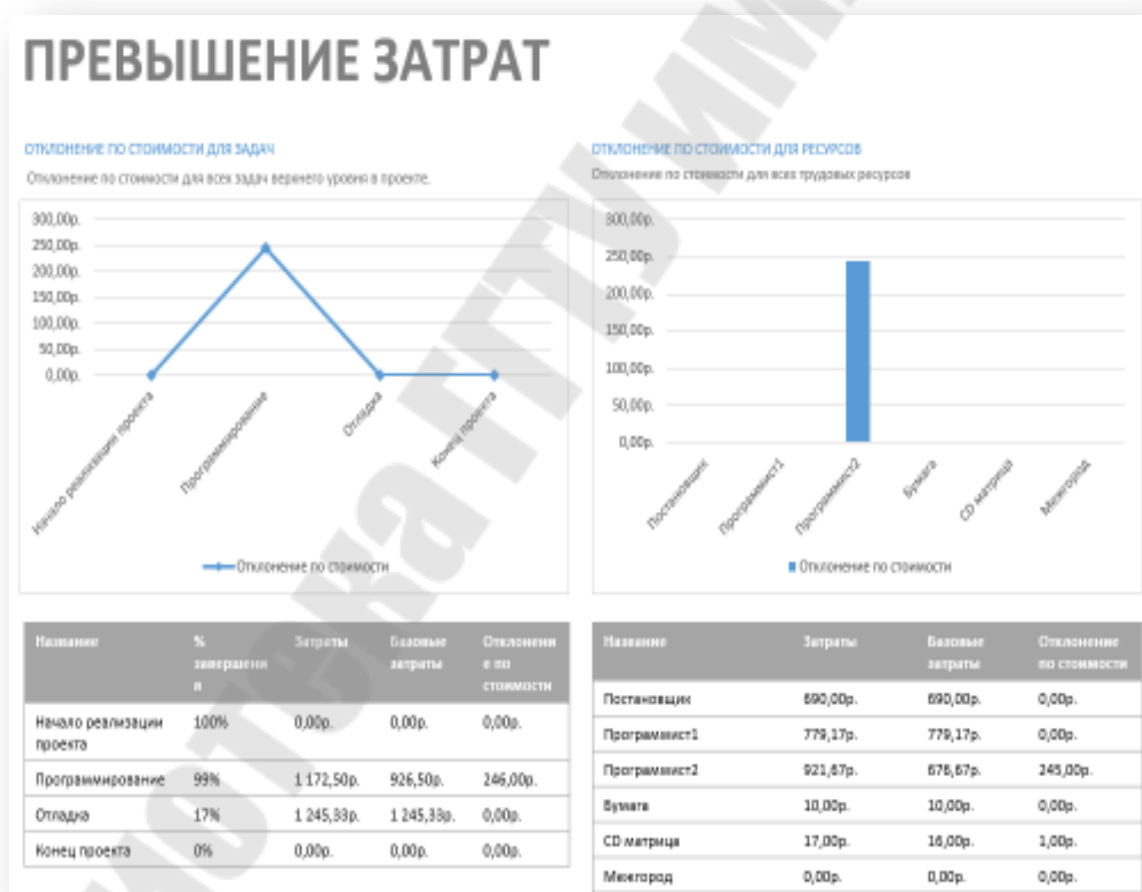 ПРЕВЫШЕНИЕ ЗАТРАТ
ОТКЛОНЕНИЕ ПО СТОИМОСТИ ДЛЯ ЗАДАЧ
Отклонение по стоимости для всех задач верхнего уровня в проекте.
300,00р.
250,00р.
200,00р.
150,00р.
100,00р.
50,00р.
0,00р.
Начало реализации проекта
Программирование
Отладка
Конец проекта
Отклонение по стоимости
ОТКЛОНЕНИЕ ПО СТОИМОСТИ ДЛЯ РЕСУРСОВ
Отклонение по стоимости для всех трудовых ресурсов
300,00р.
250,00р.
200,00р.
150,00р.
100,00р.
50,00р.
0,00р.
Постановщик
Программист1
Программист2
Бумага
CD матрица
Межгород
Отклонение по стоимости
Название % Затраты Базовые Отклонени
завершени затраты е по
я стоимости
Начало реализации 100% 0,00р. 0,00р. 0,00р.
проекта
Программирование 99% 1 172,50р. 926,50р. 246,00р.
Отладка 17% 1 245,33р. 1 245,33р. 0,00р.
Конец проекта 0% 0,00р. 0,00р. 0,00р.
Название Затраты Базовые Отклонение
затраты по стоимости
Постановщик 690,00р. 690,00р. 0,00р.
Программист1 779,17р. 779,17р. 0,00р.
Программист2 921,67р. 676,67р. 245,00р.
Бумага 10,00р. 10,00р. 0,00р.
CD матрица 17,00р. 16,00р. 1,00р.
Межгород 0,00р. 0,00р. 0,00р.
иотека ГГТУ им